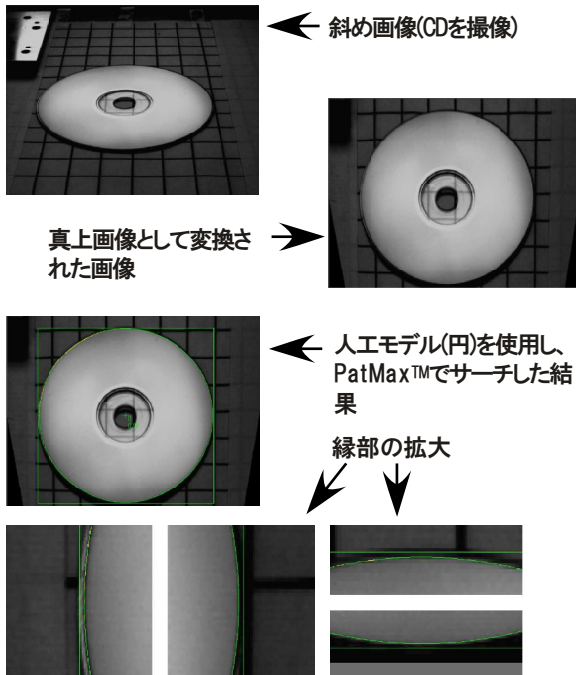 斜め画像(CDを撮像)
真上画像として変換さ
れた画像
人工モデル(円)を使用し、
PatMax™でサーチした結
果
縁部の拡大